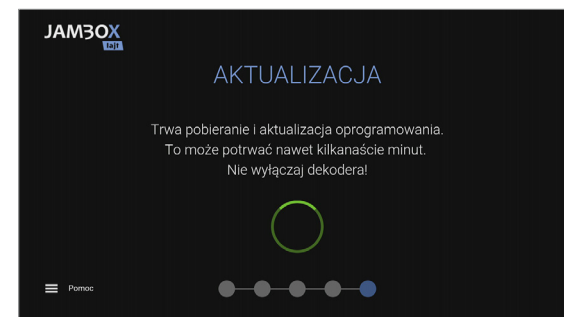 JAMBOX
lajt
AKTUALIZACJA
Trwa pobieranie i aktualizacja oprogramowania.
To może potrwać nawet kilkanaście minut.
Nie wyłączaj dekodera!
Pomoc